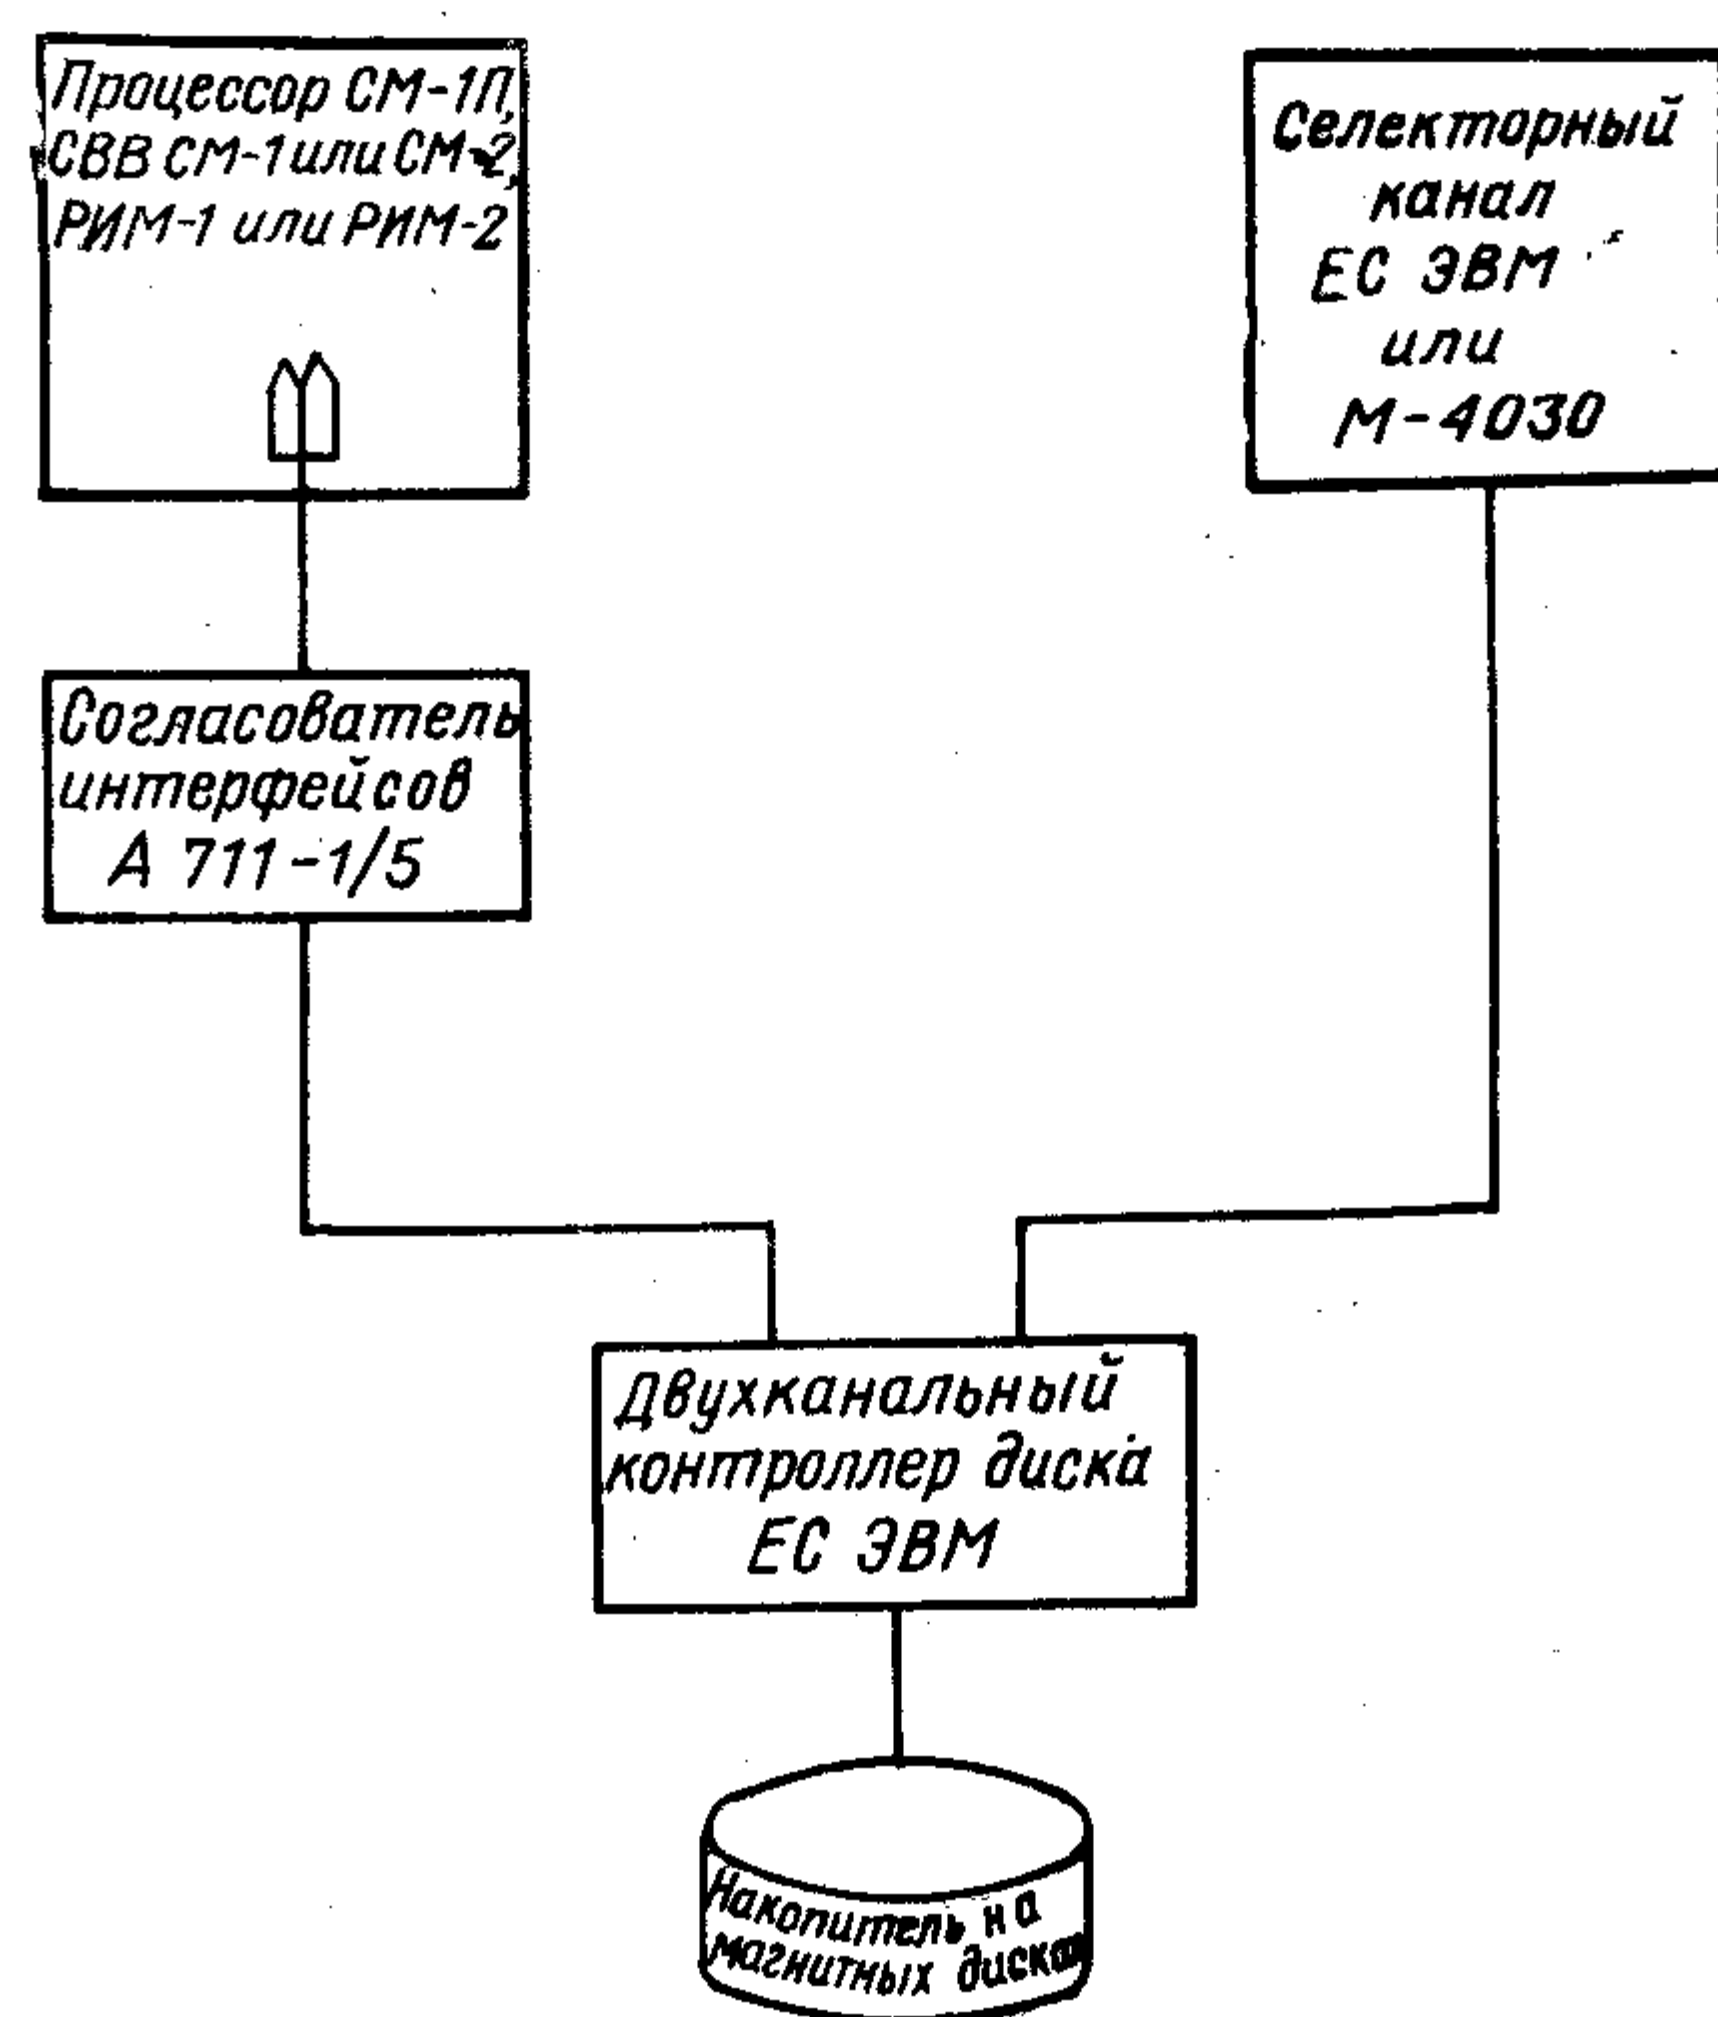 Процессор СМ-1П,
СВВ СМ-1 или СМ-2,
РИМ-1 или РИМ-2
Селекторный
канал
ЕС ЭВМ
или
М-4030
Согласователь
интерфейсов
А 711-1/5
Двухканальный
контроллер диска
ЕС ЭВМ
Накопитель на
магнитных дисках